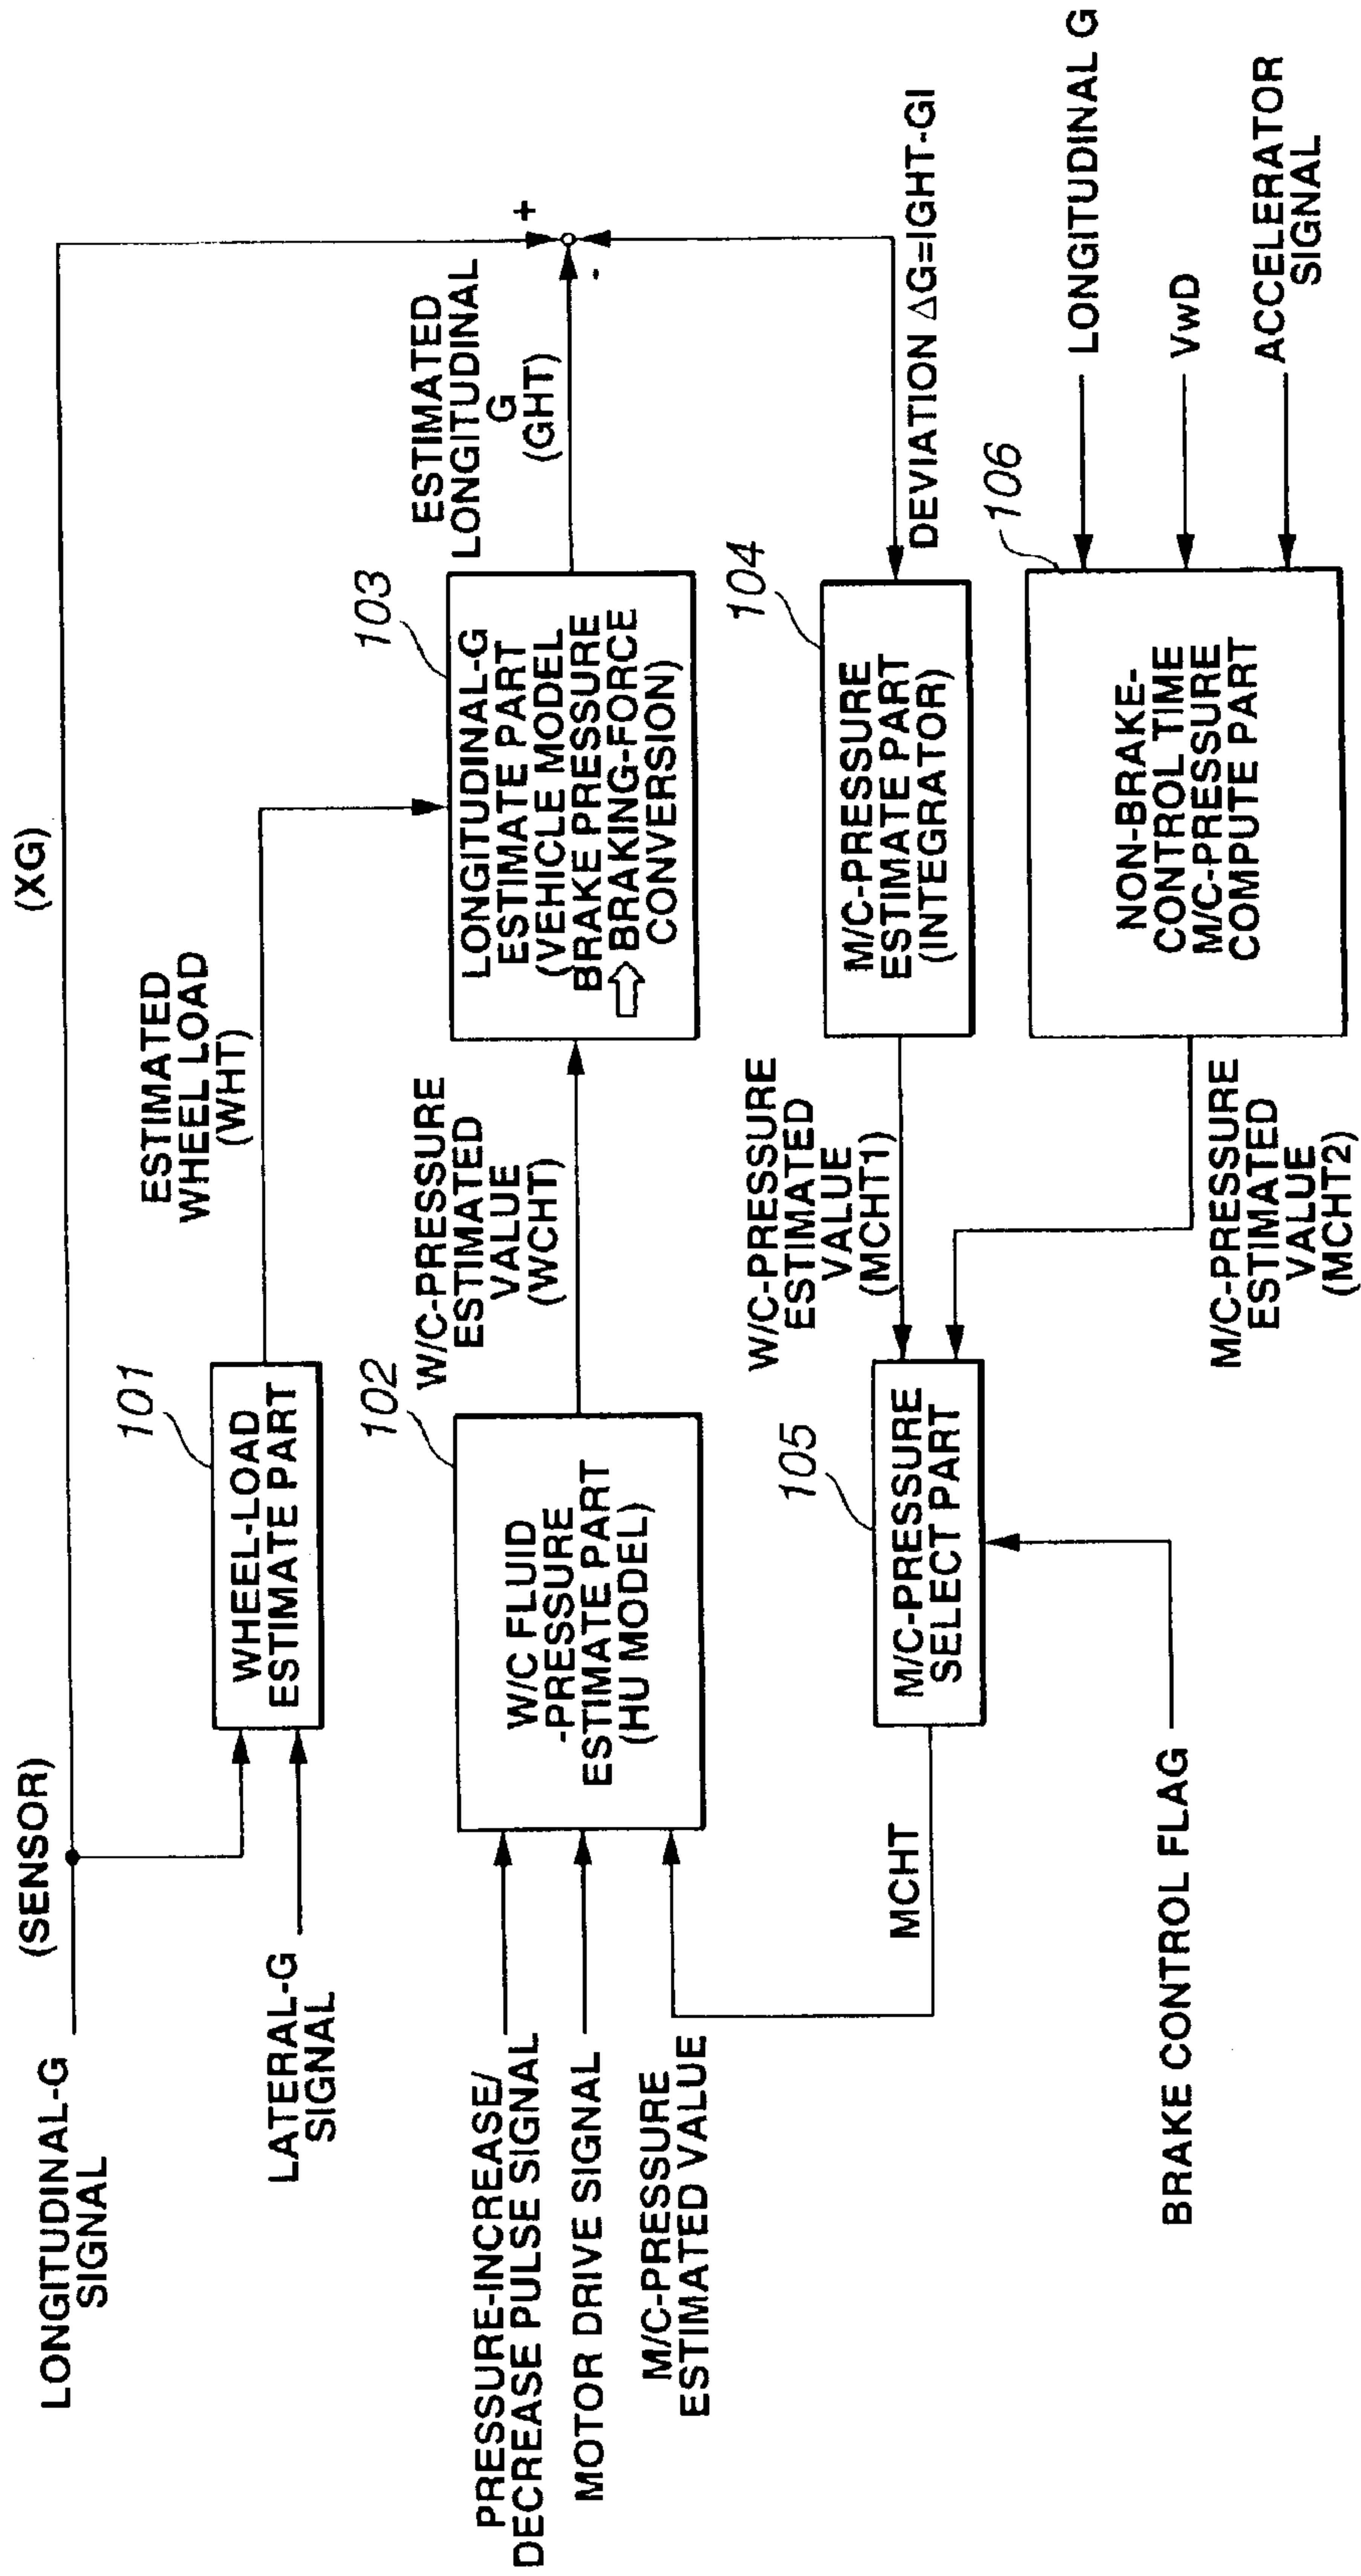 LONGITUDINAL-G
SIGNAL
(SENSOR)
(XG)
LATERAL-G
SIGNAL
101
WHEEL-LOAD
ESTIMATE PART
ESTIMATED
WHEEL LOAD
(WHT)
PRESSURE-INCREASE/
DECREASE PULSE SIGNAL
MOTOR DRIVE SIGNAL
M/C-PRESSURE
ESTIMATED VALUE
102
W/C FLUID
-PRESSURE
ESTIMATE PART
(HU MODEL)
W/C-PRESSURE
ESTIMATED
VALUE
(WCHT)
103
LONGITUDINAL-G
ESTIMATE PART
(VEHICLE MODEL
BRAKE PRESSURE
⇨ BRAKING-FORCE
CONVERSION)
ESTIMATED
LONGITUDINAL
G
(GHT)
+
-
DEVIATION ΔG=IGHT-GI
104
M/C-PRESSURE
ESTIMATE PART
(INTEGRATOR)
W/C-PRESSURE
ESTIMATED
VALUE
(MCHT1)
105
M/C-PRESSURE
SELECT PART
MCHT
BRAKE CONTROL FLAG
106
NON-BRAKE-
CONTROL TIME
M/C-PRESSURE
COMPUTE PART
M/C-PRESSURE
ESTIMATED
VALUE
(MCHT2)
LONGITUDINAL G
VwD
ACCELERATOR
SIGNAL